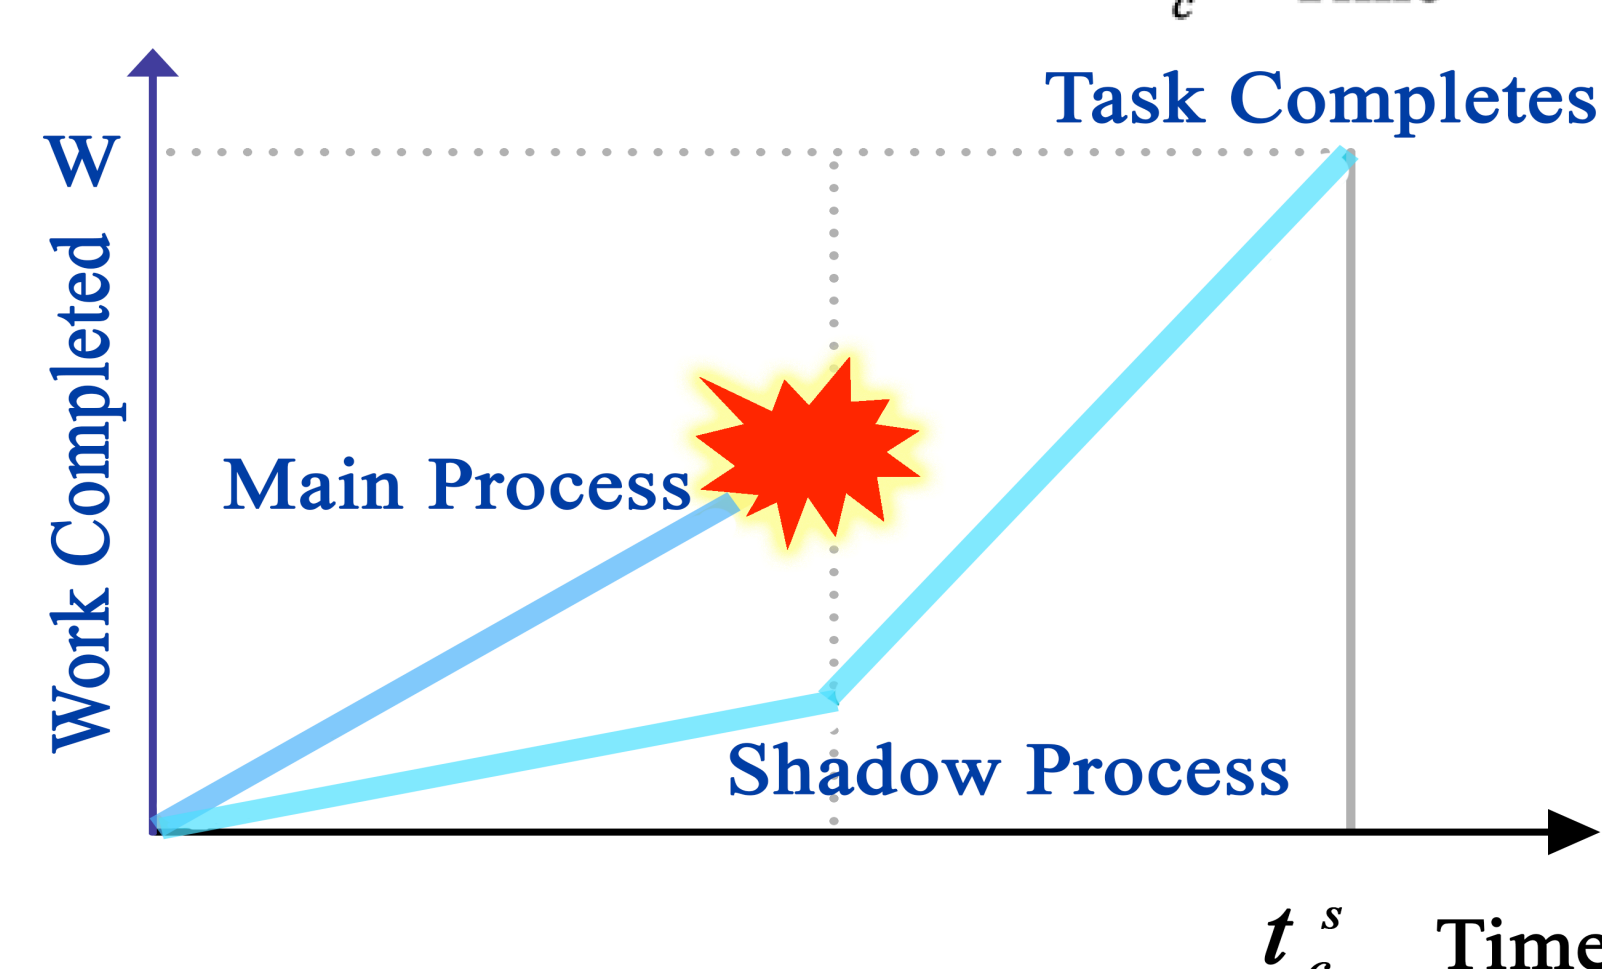 c
Task Completes
W
Work Completed
Main Process
Shadow Process
t s c Time